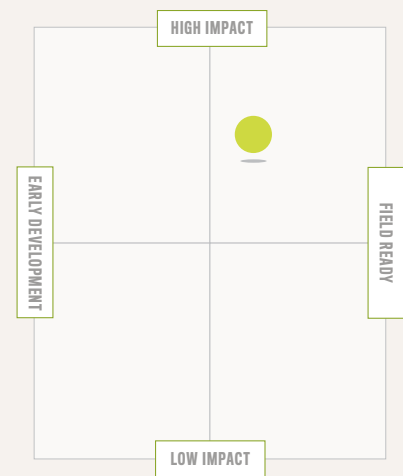 HIGH IMPACT
EARLY DEVELOPMENT
FIELD READY
LOW IMPACT